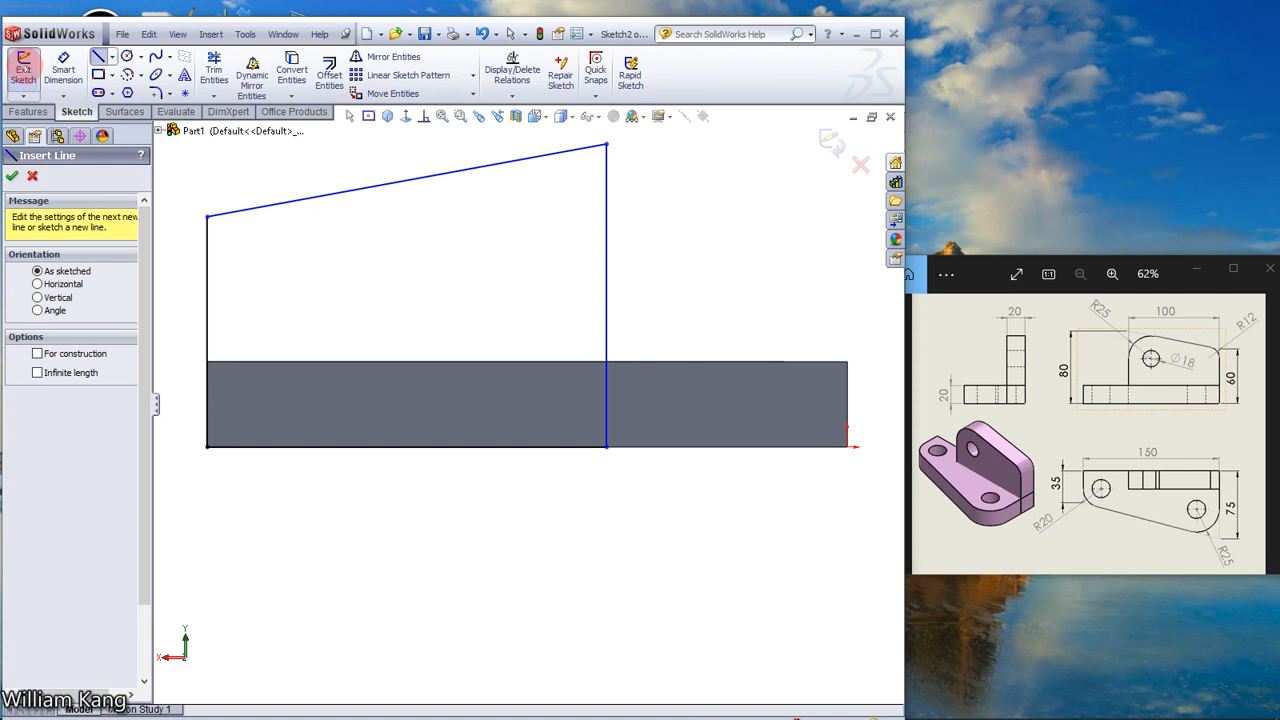 SolidWorks File Edit View Insert Tools Window Help Sketch2 o... Search SolidWorks Help
Exit Sketch
Smart Dimension
Trim Entities
Dynamic Mirror Entities
Convert Entities
Offset Entities
Mirror Entities
Linear Sketch Pattern
Move Entities
Display/Delete Relations
Repair Sketch
Quick Snaps
Rapid Sketch
Features Sketch Surfaces Evaluate DimXpert Office Products
Part1 (Default<<Default>_...
Insert Line ?
Message
Edit the settings of the next new
line or sketch a new line.
Orientation
As sketched
Horizontal
Vertical
Angle
Options
For construction
Infinite length
Y
X
William Kang
Model
Motion Study 1
1:1 62%
20 R25 100 R12
80 Ø18 60
20
150
35 75
R20 R25